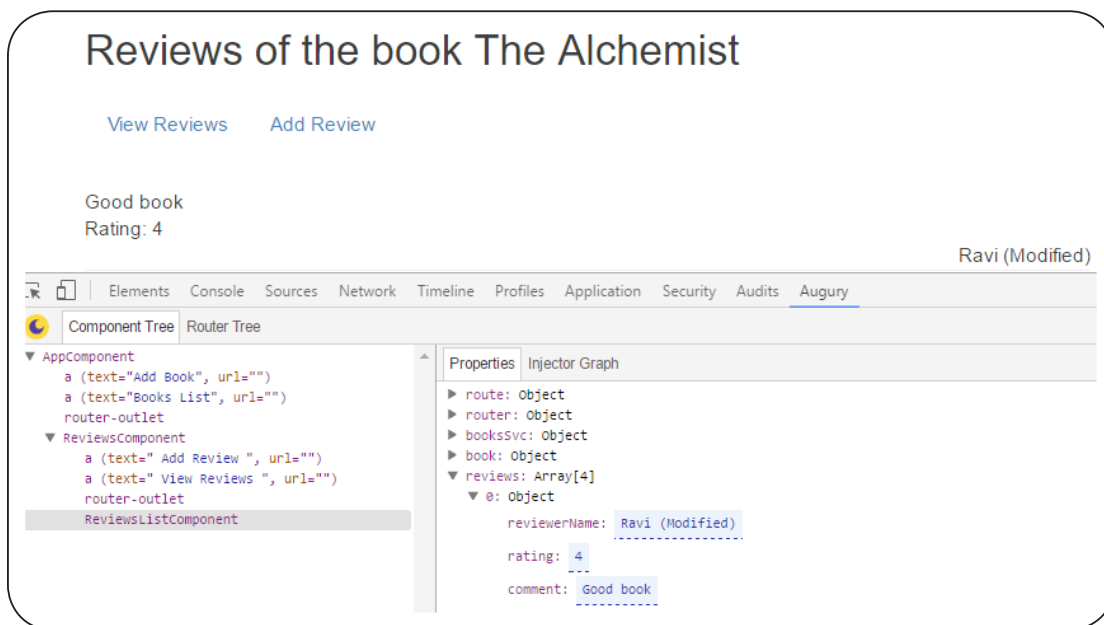 Reviews of the book The Alchemist
View Reviews Add Review
Good book
Rating: 4
Ravi (Modified)
Elements Console Sources Network Timeline Profiles Application Security Audits Augury
Component Tree Router Tree
▼ AppComponent
a (text="Add Book", url="")
a (text="Books List", url="")
router-outlet
▼ ReviewsComponent
a (text=" Add Review ", url="")
a (text=" View Reviews ", url="")
router-outlet
ReviewsListComponent
Properties Injector Graph
▶ route: Object
▶ router: Object
▶ booksSvc: Object
▶ book: Object
▼ reviews: Array[4]
▼ 0: Object
reviewerName: Ravi (Modified)
rating: 4
comment: Good book